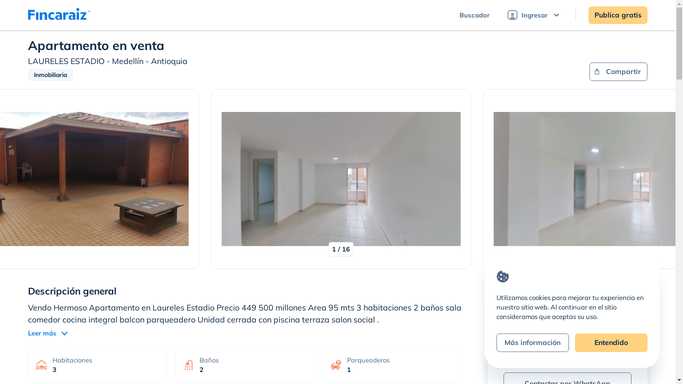 Fincaraiz
Buscador
Ingresar
Publica gratis
Apartamento en venta
LAURELES ESTADIO - Medellín - Antioquia
Inmobiliaria
Compartir
1 / 16
Descripción general
Vendo Hermoso Apartamento en Laureles Estadio Precio 449 500 millones Area 95 mts 3 habitaciones 2 baños sala
comedor cocina integral balcon parqueadero Unidad cerrada con piscina terraza salon social .
Leer más
Habitaciones
3
Baños
2
Parqueaderos
1
Utilizamos cookies para mejorar tu experiencia en
nuestro sitio web. Al continuar en el sitio
consideramos que aceptas su uso.
Más información
Entendido
Contactar por WhatsApp